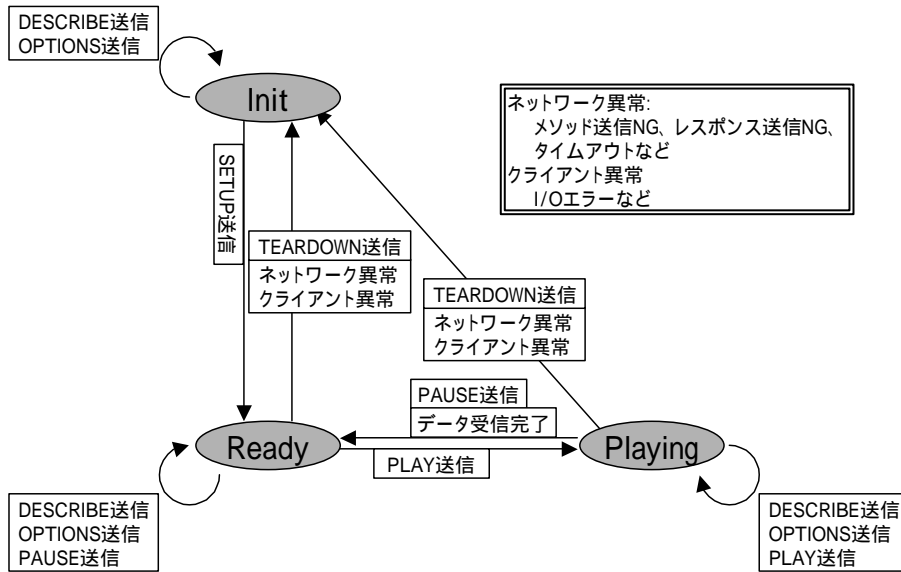 DESCRIBE送信
OPTIONS送信
Init
ネットワーク異常:
メソッド送信NG、レスポンス送信NG、
タイムアウトなど
クライアント異常
I/Oエラーなど
SETUP送信
TEARDOWN送信
ネットワーク異常
クライアント異常
TEARDOWN送信
ネットワーク異常
クライアント異常
PAUSE送信
データ受信完了
Ready
Playing
PLAY送信
DESCRIBE送信
OPTIONS送信
PAUSE送信
DESCRIBE送信
OPTIONS送信
PLAY送信